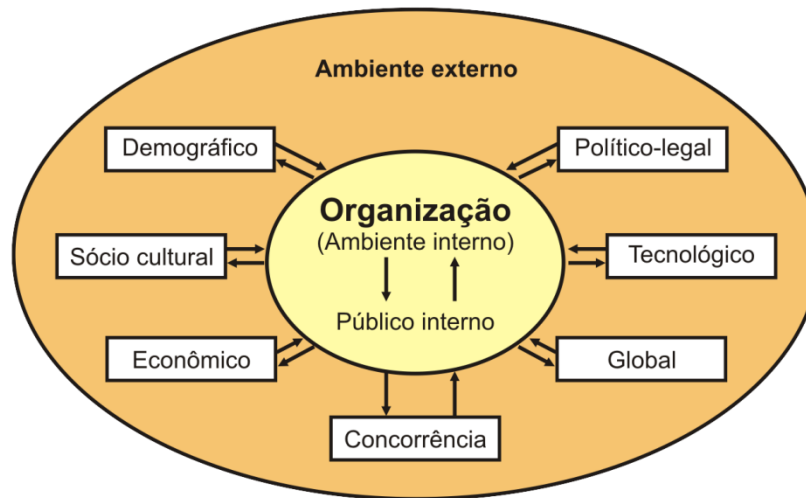 Ambiente externo
Demográfico
Político-legal
Organização
(Ambiente interno)
Sócio cultural
Tecnológico
Público interno
Econômico
Global
Concorrência